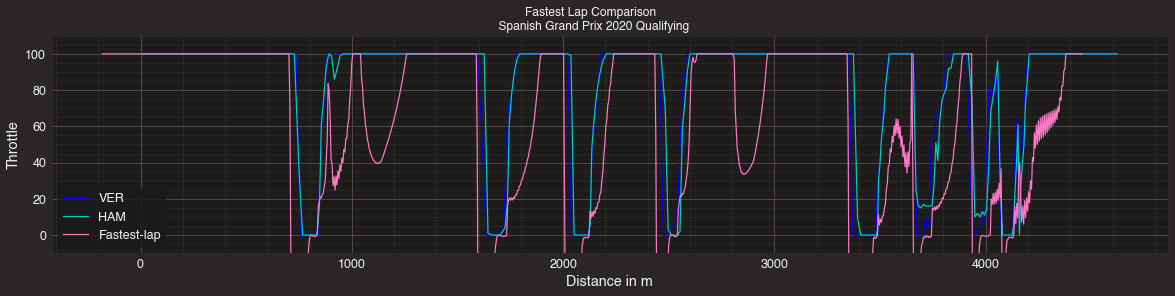 Fastest Lap Comparison
Spanish Grand Prix 2020 Qualifying
100
80
60
40
20
0
Throttle
VER
HAM
Fastest-lap
0 1000 2000 3000 4000
Distance in m